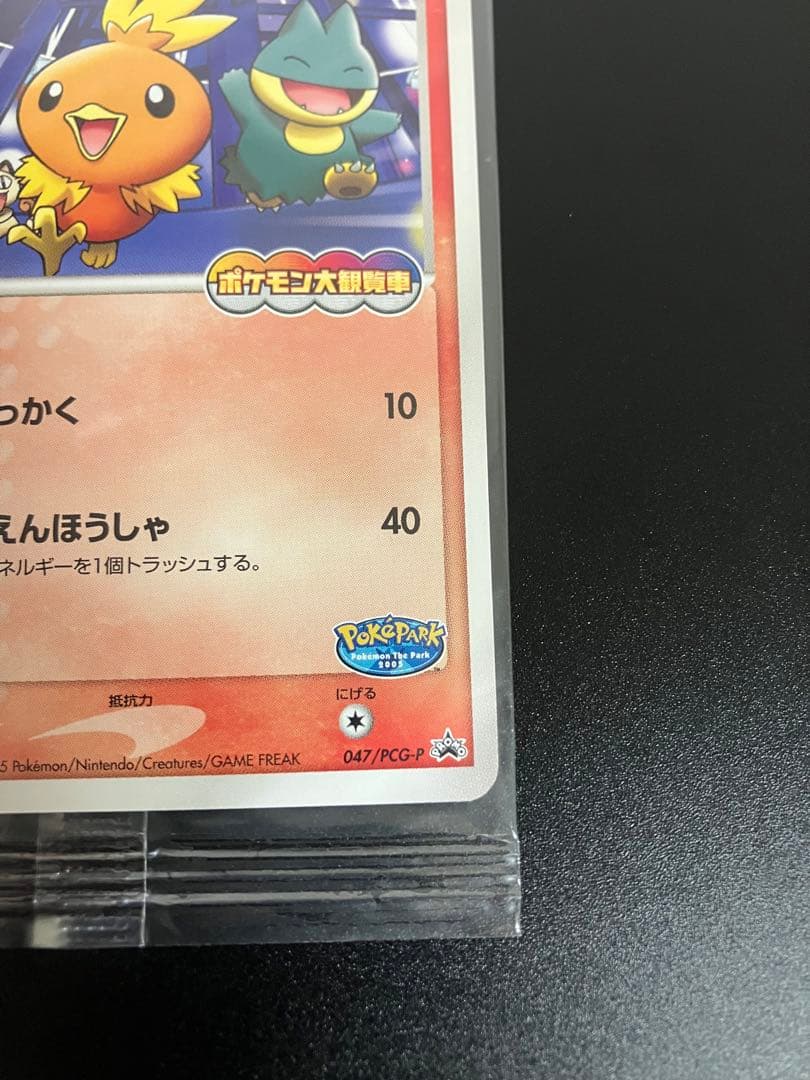 ポケモン大観覧車
っかく 10
えんほうしゃ 40
ネルギーを1個トラッシュする。
POKéPARK
Pokémon The Park
2005
™
抵抗力 にげる
5 Pokémon/Nintendo/Creatures/GAME FREAK 047/PCG-P PROMO